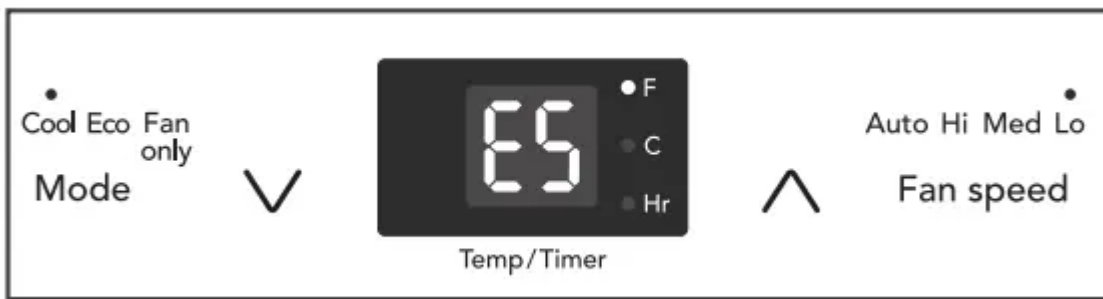 F
Cool Eco Fan only
ES
C
Auto Hi Med Lo
Mode
Hr
Fan speed
Temp/Timer